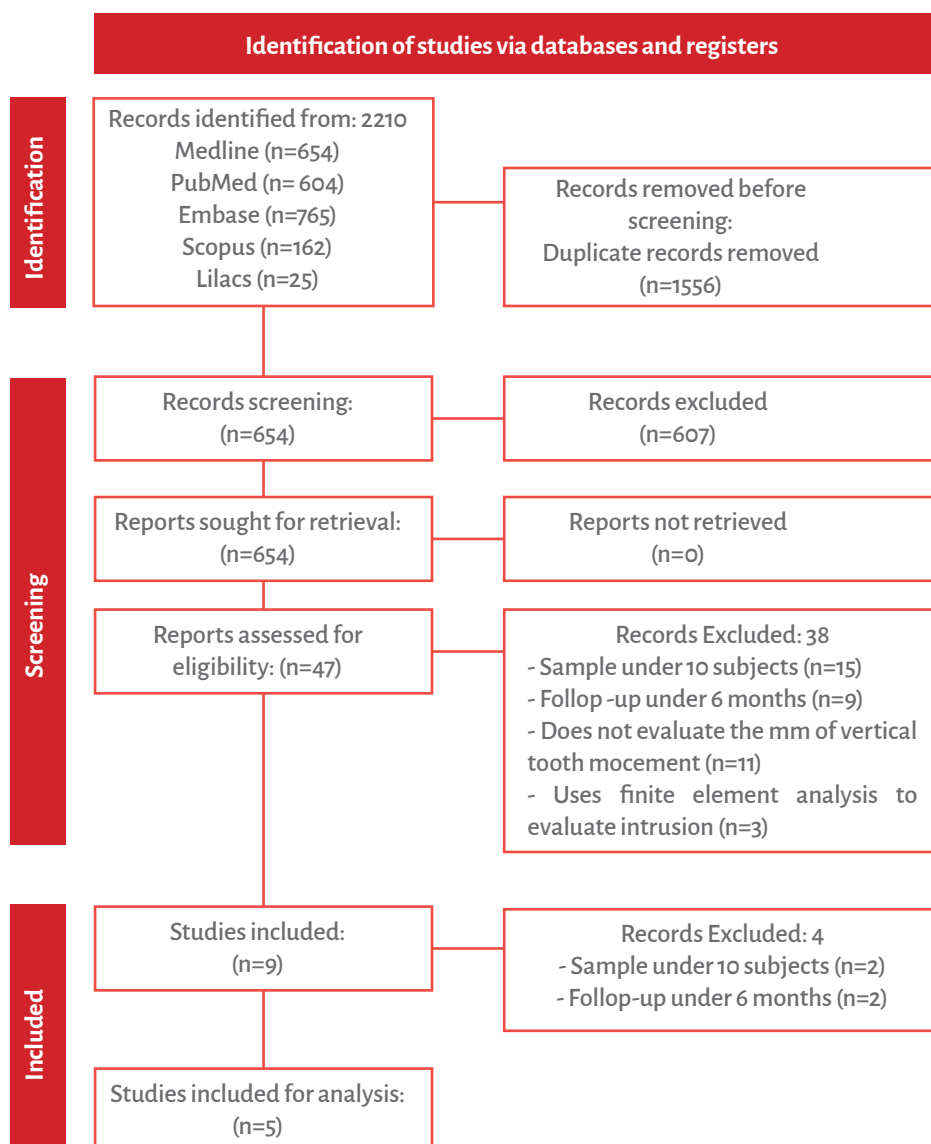 Identification of studies via databases and registers
Identification
Records identified from: 2210
Medline (n=654)
PubMed (n= 604)
Embase (n=765)
Scopus (n=162)
Lilacs (n=25)
Records removed before
screening:
Duplicate records removed
(n=1556)
Screening
Records screening:
(n=654)
Records excluded
(n=607)
Reports sought for retrieval:
(n=654)
Reports not retrieved
(n=0)
Reports assessed for
eligibility: (n=47)
Records Excluded: 38
- Sample under 10 subjects (n=15)
- Follop -up under 6 months (n=9)
- Does not evaluate the mm of vertical
tooth mocement (n=11)
- Uses finite element analysis to
evaluate intrusion (n=3)
Included
Studies included:
(n=9)
Records Excluded: 4
- Sample under 10 subjects (n=2)
- Follop-up under 6 months (n=2)
Studies included for analysis:
(n=5)